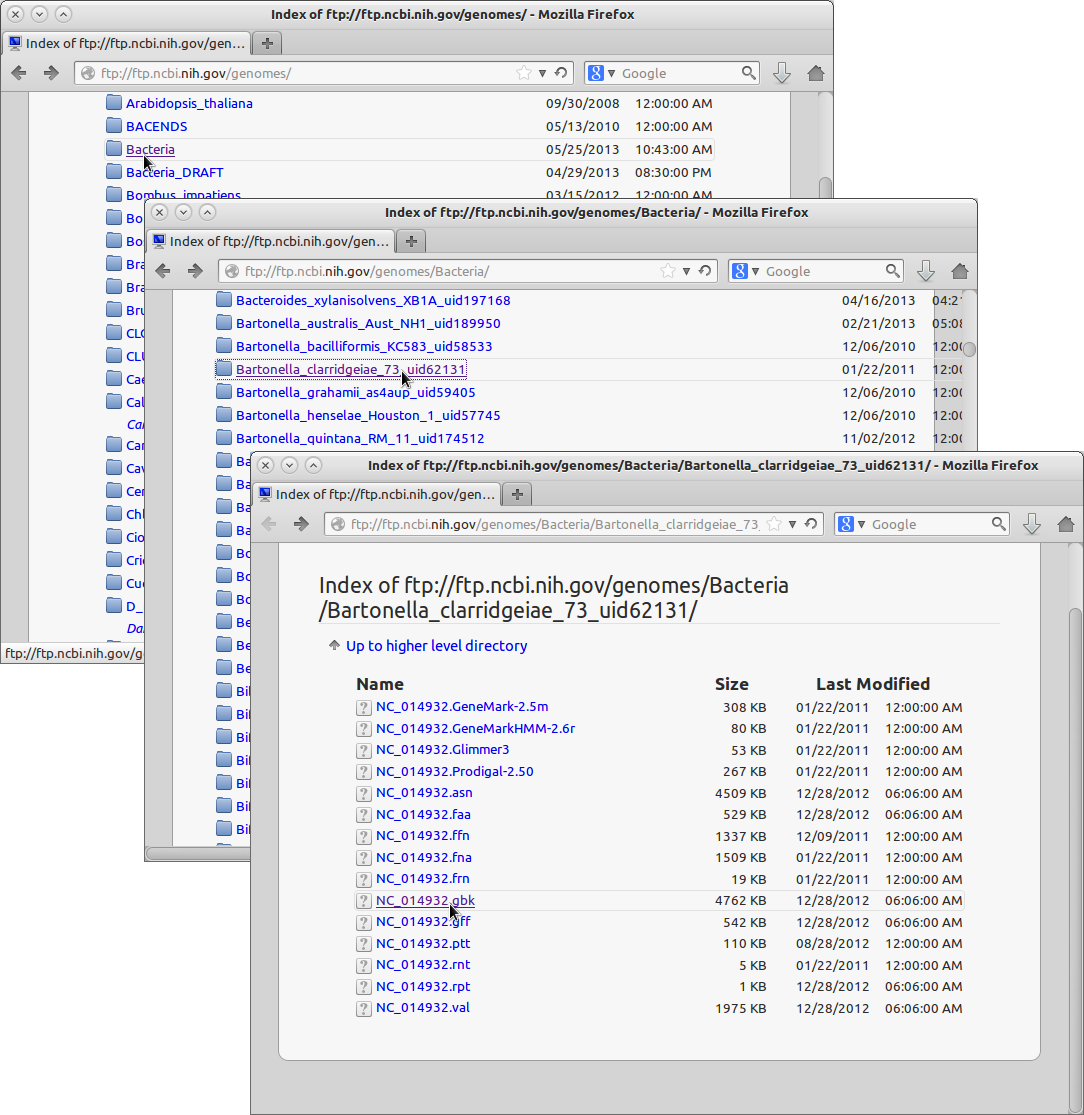 Index of ftp://ftp.ncbi.nih.gov/genomes/ - Mozilla Firefox
Index of ftp://ftp.ncbi.nih.gov/gen...
ftp://ftp.ncbi.nih.gov/genomes/
Google
Arabidopsis_thaliana 09/30/2008 12:00:00 AM
BACENDS 05/13/2010 12:00:00 AM
Bacteria 05/25/2013 10:43:00 AM
Bacteria_DRAFT 04/29/2013 08:30:00 PM
Bombus_impatiens 03/15/2012 12:00:00 AM
Bo
Bo
Bra
Bra
Bru
CLO
CLU
Cae
Cal
Car
Cav
Cer
Chl
Cio
Cri
Cuc
D_
Da
ftp://ftp.ncbi.nih.gov/g
Index of ftp://ftp.ncbi.nih.gov/genomes/Bacteria/ - Mozilla Firefox
Index of ftp://ftp.ncbi.nih.gov/gen...
ftp://ftp.ncbi.nih.gov/genomes/Bacteria/
Google
Bacteroides_xylanisolvens_XB1A_uid197168 04/16/2013 04:2
Bartonella_australis_Aust_NH1_uid189950 02/21/2013 05:0
Bartonella_bacilliformis_KC583_uid58533 12/06/2010 12:0
Bartonella_clarridgeiae_73_uid62131 01/22/2011 12:0
Bartonella_grahamii_as4aup_uid59405 12/06/2010 12:0
Bartonella_henselae_Houston_1_uid57745 12/06/2010 12:0
Bartonella_quintana_RM_11_uid174512 11/02/2012 12:0
Ba
Ba
Ba
Ba
Bo
Bo
Bo
Be
Be
Be
Bi
Bi
Bi
Bi
Bi
Bi
Bi
Index of ftp://ftp.ncbi.nih.gov/genomes/Bacteria/Bartonella_clarridgeiae_73_uid62131/ - Mozilla Firefox
Index of ftp://ftp.ncbi.nih.gov/gen...
ftp://ftp.ncbi.nih.gov/genomes/Bacteria/Bartonella_clarridgeiae_73_
Google
Index of ftp://ftp.ncbi.nih.gov/genomes/Bacteria
/Bartonella_clarridgeiae_73_uid62131/
Up to higher level directory
Name Size Last Modified
NC_014932.GeneMark-2.5m 308 KB 01/22/2011 12:00:00 AM
NC_014932.GeneMarkHMM-2.6r 80 KB 01/22/2011 12:00:00 AM
NC_014932.Glimmer3 53 KB 01/22/2011 12:00:00 AM
NC_014932.Prodigal-2.50 267 KB 01/22/2011 12:00:00 AM
NC_014932.asn 4509 KB 12/28/2012 06:06:00 AM
NC_014932.faa 529 KB 12/28/2012 06:06:00 AM
NC_014932.ffn 1337 KB 12/09/2011 12:00:00 AM
NC_014932.fna 1509 KB 01/22/2011 12:00:00 AM
NC_014932.frn 19 KB 01/22/2011 12:00:00 AM
NC_014932.gbk 4762 KB 12/28/2012 06:06:00 AM
NC_014932.gff 542 KB 12/28/2012 06:06:00 AM
NC_014932.ptt 110 KB 08/28/2012 12:00:00 AM
NC_014932.rnt 5 KB 01/22/2011 12:00:00 AM
NC_014932.rpt 1 KB 12/28/2012 06:06:00 AM
NC_014932.val 1975 KB 12/28/2012 06:06:00 AM